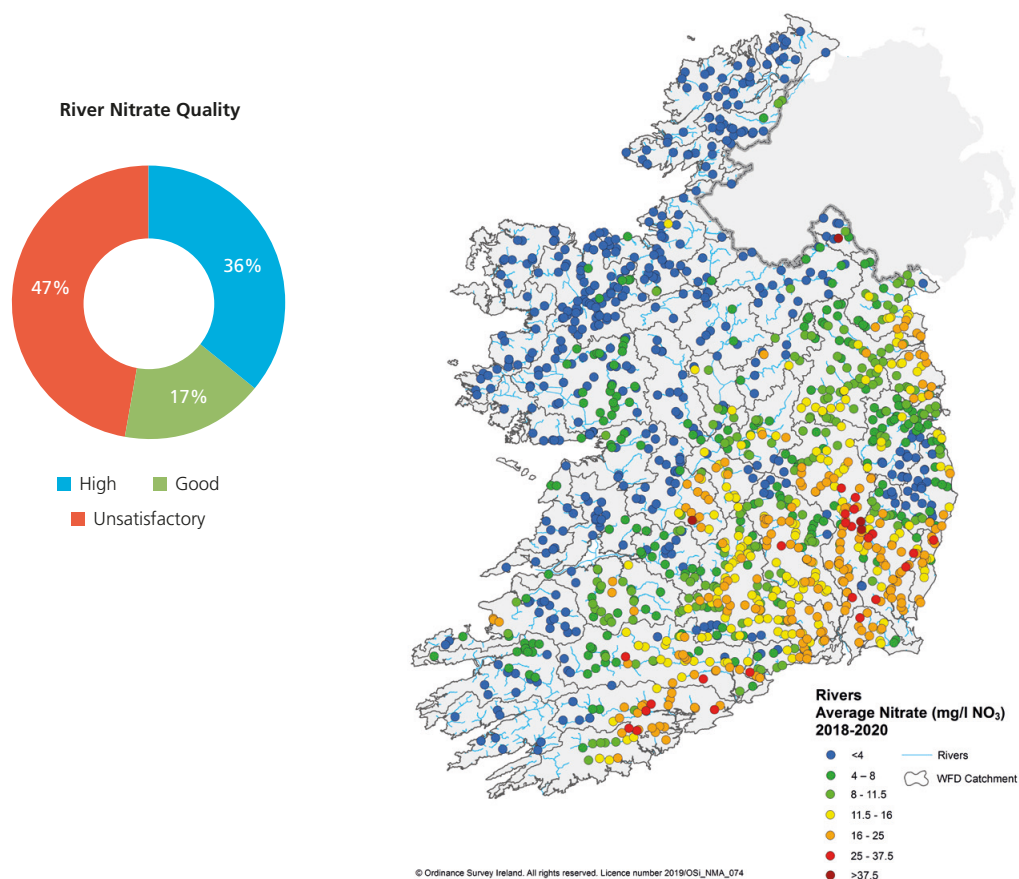 River Nitrate Quality
36%
47%
17%
High
Good
Unsatisfactory
Rivers
Average Nitrate (mg/l NO₃)
2018-2020
<4
Rivers
4 – 8
WFD Catchment
8 - 11.5
11.5 - 16
16 - 25
25 - 37.5
>37.5
© Ordnance Survey Ireland. All rights reserved. Licence number 2019/OSi_NMA_074